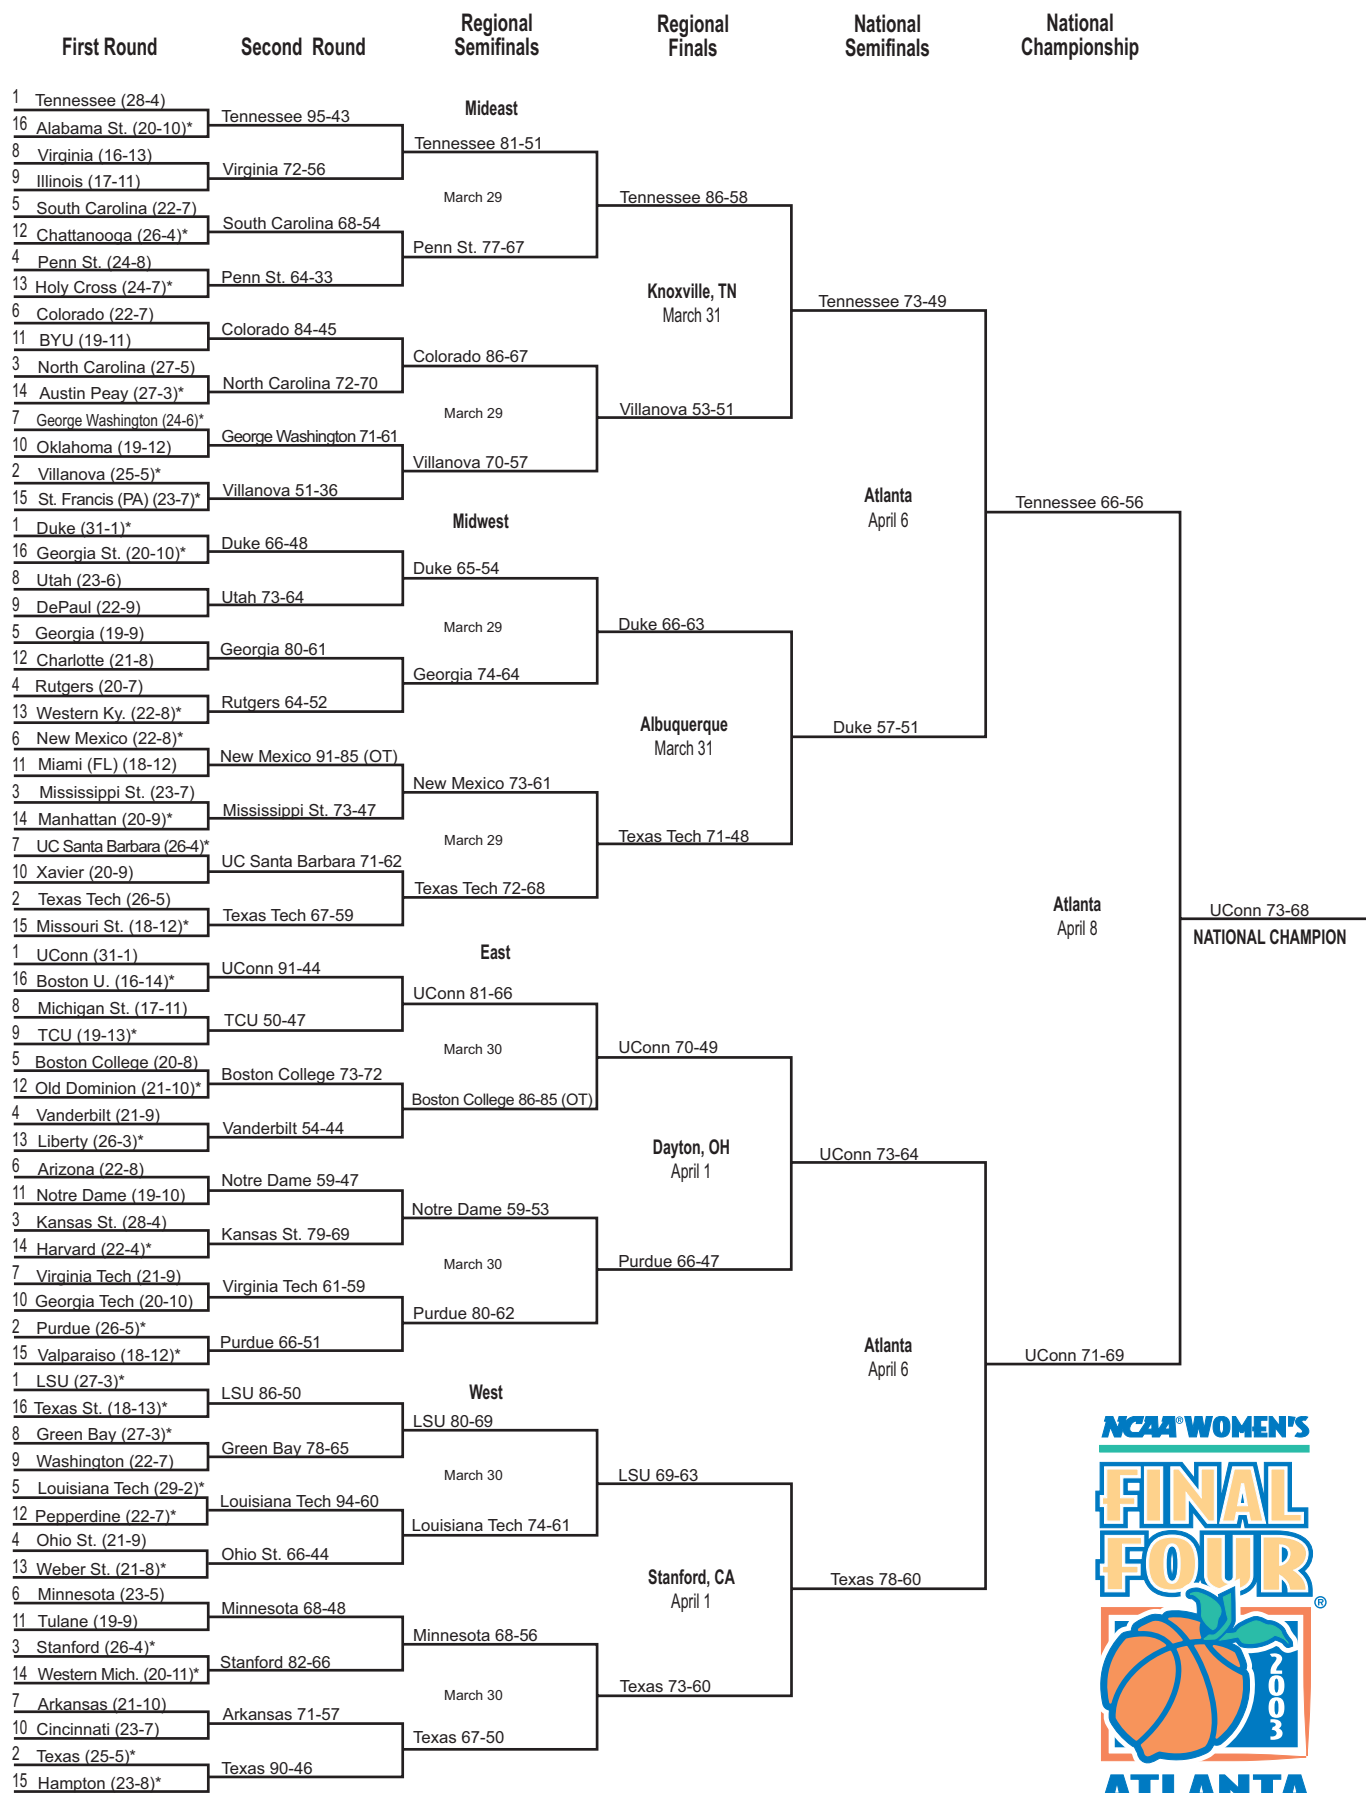 First Round
Second Round
Regional
Semifinals
Regional
Finals
National
Semifinals
National
Championship
1 Tennessee (28-4)
16 Alabama St. (20-10)*
8 Virginia (16-13)
9 Illinois (17-11)
5 South Carolina (22-7)
12 Chattanooga (26-4)*
4 Penn St. (24-8)
13 Holy Cross (24-7)*
6 Colorado (22-7)
11 BYU (19-11)
3 North Carolina (27-5)
14 Austin Peay (27-3)*
7 George Washington (24-6)*
10 Oklahoma (19-12)
2 Villanova (25-5)*
15 St. Francis (PA) (23-7)*
1 Duke (31-1)*
16 Georgia St. (20-10)*
8 Utah (23-6)
9 DePaul (22-9)
5 Georgia (19-9)
12 Charlotte (21-8)
4 Rutgers (20-7)
13 Western Ky. (22-8)*
6 New Mexico (22-8)*
11 Miami (FL) (18-12)
3 Mississippi St. (23-7)
14 Manhattan (20-9)*
7 UC Santa Barbara (26-4)*
10 Xavier (20-9)
2 Texas Tech (26-5)
15 Missouri St. (18-12)*
1 UConn (31-1)
16 Boston U. (16-14)*
8 Michigan St. (17-11)
9 TCU (19-13)*
5 Boston College (20-8)
12 Old Dominion (21-10)*
4 Vanderbilt (21-9)
13 Liberty (26-3)*
6 Arizona (22-8)
11 Notre Dame (19-10)
3 Kansas St. (28-4)
14 Harvard (22-4)*
7 Virginia Tech (21-9)
10 Georgia Tech (20-10)
2 Purdue (26-5)*
15 Valparaiso (18-12)*
1 LSU (27-3)*
16 Texas St. (18-13)*
8 Green Bay (27-3)*
9 Washington (22-7)
5 Louisiana Tech (29-2)*
12 Pepperdine (22-7)*
4 Ohio St. (21-9)
13 Weber St. (21-8)*
6 Minnesota (23-5)
11 Tulane (19-9)
3 Stanford (26-4)*
14 Western Mich. (20-11)*
7 Arkansas (21-10)
10 Cincinnati (23-7)
2 Texas (25-5)*
15 Hampton (23-8)*
Tennessee 95-43
Virginia 72-56
South Carolina 68-54
Penn St. 64-33
Colorado 84-45
North Carolina 72-70
George Washington 71-61
Villanova 51-36
Duke 66-48
Utah 73-64
Georgia 80-61
Rutgers 64-52
New Mexico 91-85 (OT)
Mississippi St. 73-47
UC Santa Barbara 71-62
Texas Tech 67-59
UConn 91-44
TCU 50-47
Boston College 73-72
Vanderbilt 54-44
Notre Dame 59-47
Kansas St. 79-69
Virginia Tech 61-59
Purdue 66-51
LSU 86-50
Green Bay 78-65
Louisiana Tech 94-60
Ohio St. 66-44
Minnesota 68-48
Stanford 82-66
Arkansas 71-57
Texas 90-46
Mideast
Tennessee 81-51
March 29
Penn St. 77-67
Colorado 86-67
March 29
Villanova 70-57
Midwest
Duke 65-54
March 29
Georgia 74-64
New Mexico 73-61
March 29
Texas Tech 72-68
East
UConn 81-66
March 30
Boston College 86-85 (OT)
Notre Dame 59-53
March 30
Purdue 80-62
West
LSU 80-69
March 30
Louisiana Tech 74-61
Minnesota 68-56
March 30
Texas 67-50
Tennessee 86-58
Knoxville, TN
March 31
Villanova 53-51
Duke 66-63
Albuquerque
March 31
Texas Tech 71-48
UConn 70-49
Dayton, OH
April 1
Purdue 66-47
LSU 69-63
Stanford, CA
April 1
Texas 73-60
Tennessee 73-49
Atlanta
April 6
Duke 57-51
UConn 73-64
Atlanta
April 6
Texas 78-60
Tennessee 66-56
Atlanta
April 8
UConn 71-69
UConn 73-68
NATIONAL CHAMPION
NCAA® WOMEN'S
FINAL
FOUR
®
2003
ATLANTA